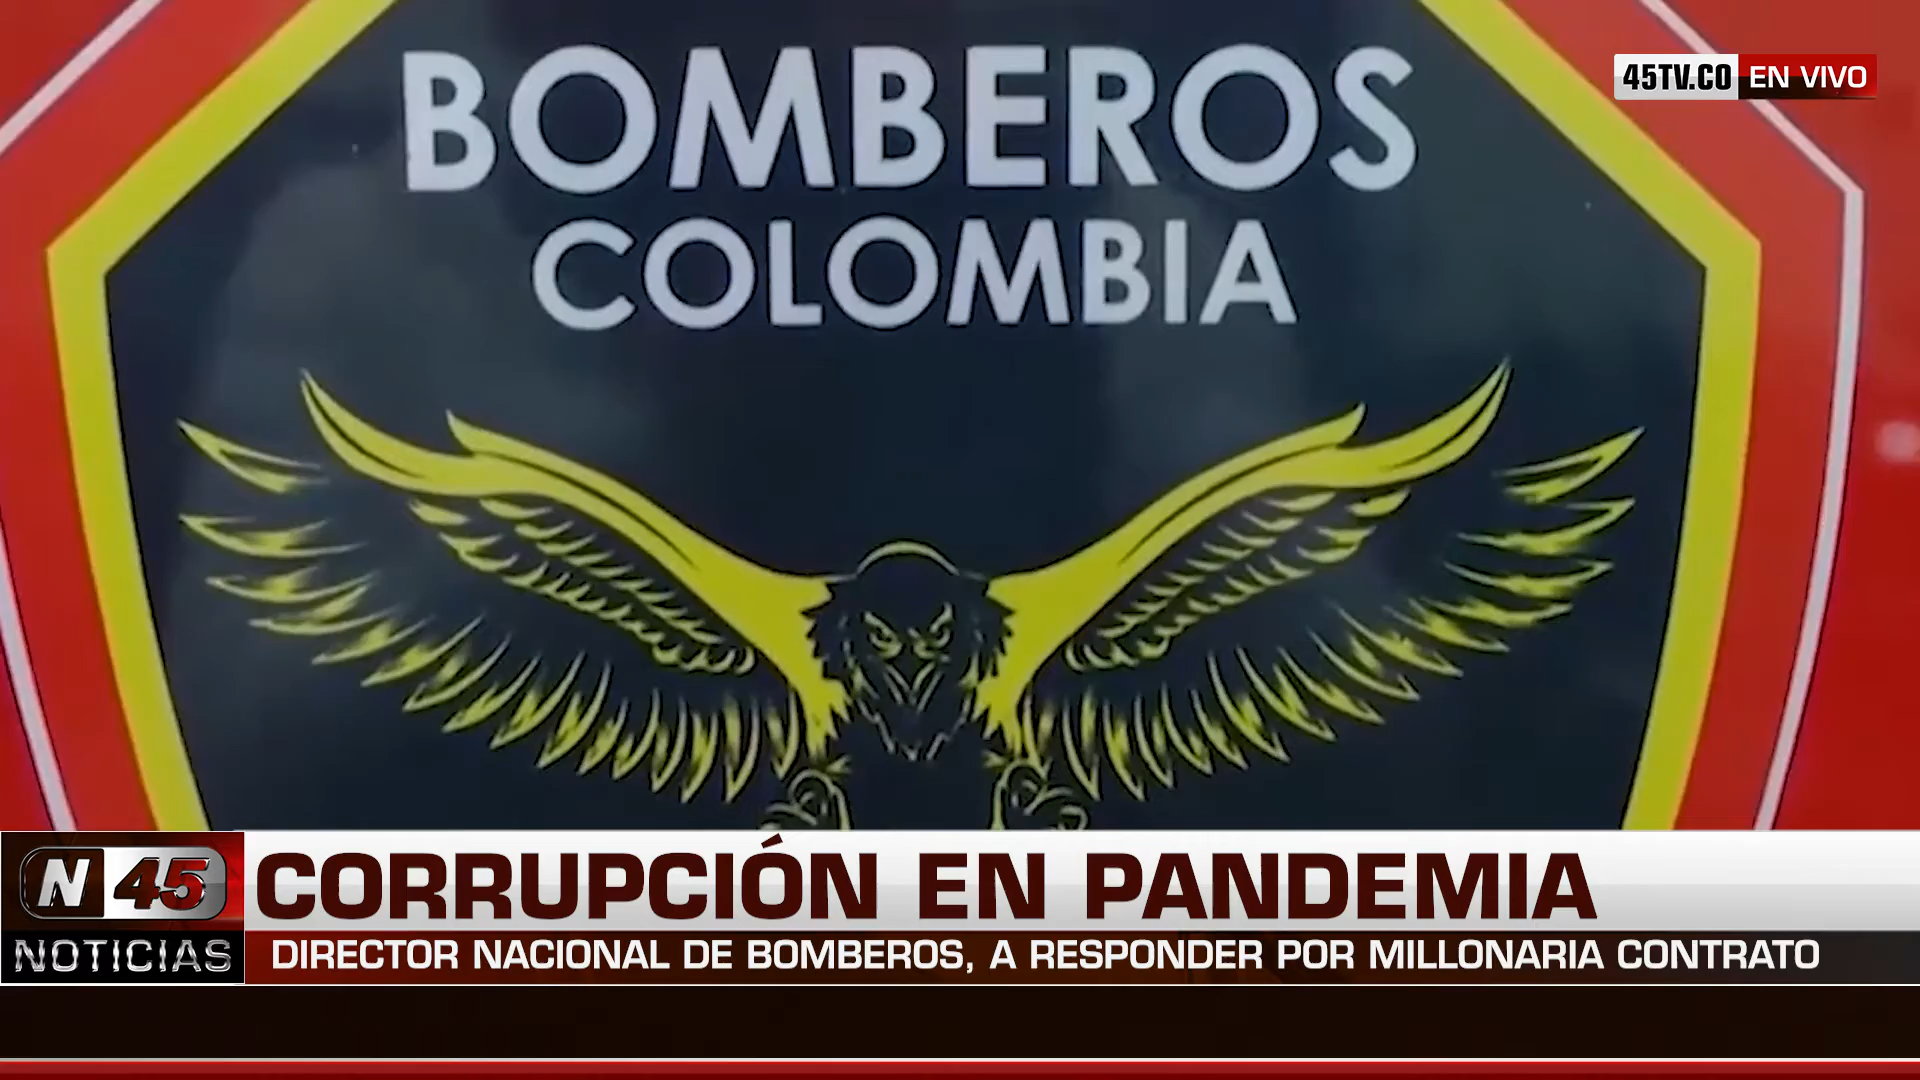 BOMBEROS
COLOMBIA
45TV.CO EN VIVO
N 45
NOTICIAS
CORRUPCIÓN EN PANDEMIA
DIRECTOR NACIONAL DE BOMBEROS, A RESPONDER POR MILLONARIA CONTRATO